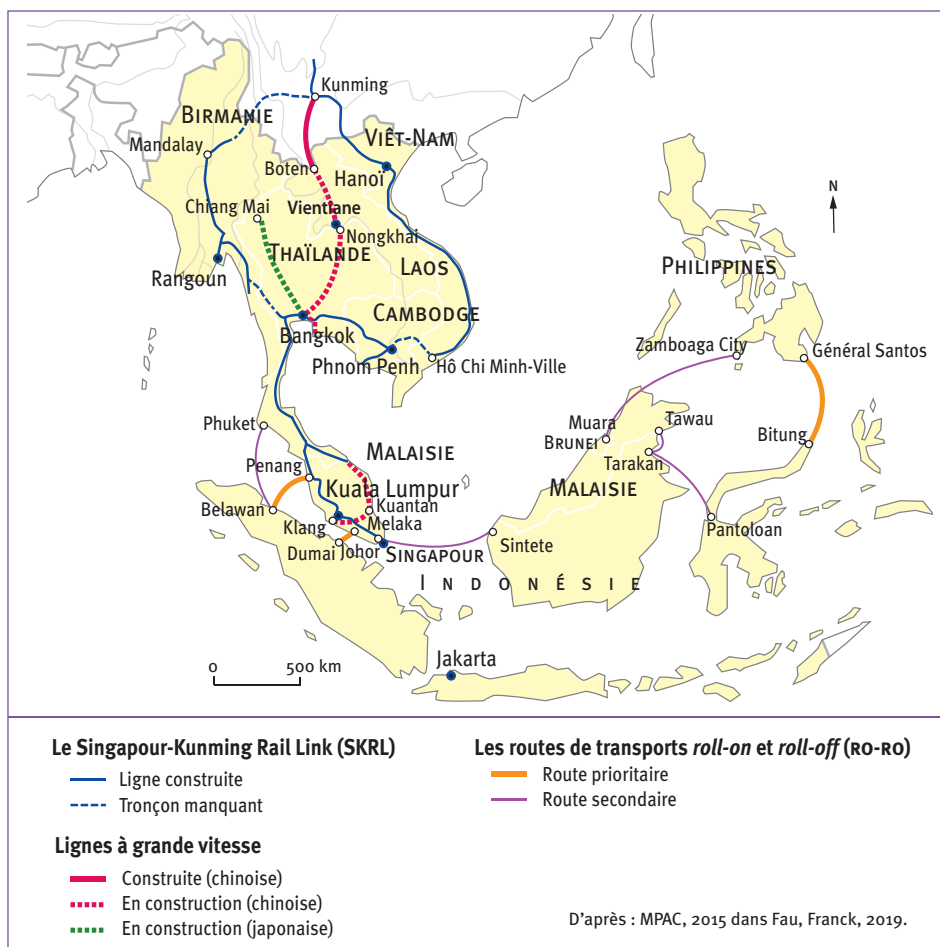 Kunming
BIRMANIE
VIÊT-NAM
Mandalay
Boten
Hanoï
N
Chiang Mai
Vientiane
Nongkhai
THAÏLANDE
LAOS
Rangoun
PHILIPPINES
CAMBODGE
Bangkok
Zamboaga City
Général Santos
Phnom Penh
Hô Chi Minh-Ville
Phuket
Muara
Tawau
BRUNEI
Bitung
MALAISIE
Tarakan
Penang
Kuala Lumpur
MALAISIE
Belawan
Kuantan
Klang
Melaka
Pantoloan
Dumai
Johor
SINGAPOUR
Sintete
INDONÉSIE
0 500 km
Jakarta
Le Singapour-Kunming Rail Link (SKRL)
Ligne construite
Tronçon manquant
Lignes à grande vitesse
Construite (chinoise)
En construction (chinoise)
En construction (japonaise)
Les routes de transports roll-on et roll-off (RO-RO)
Route prioritaire
Route secondaire
D'après : MPAC, 2015 dans Fau, Franck, 2019.